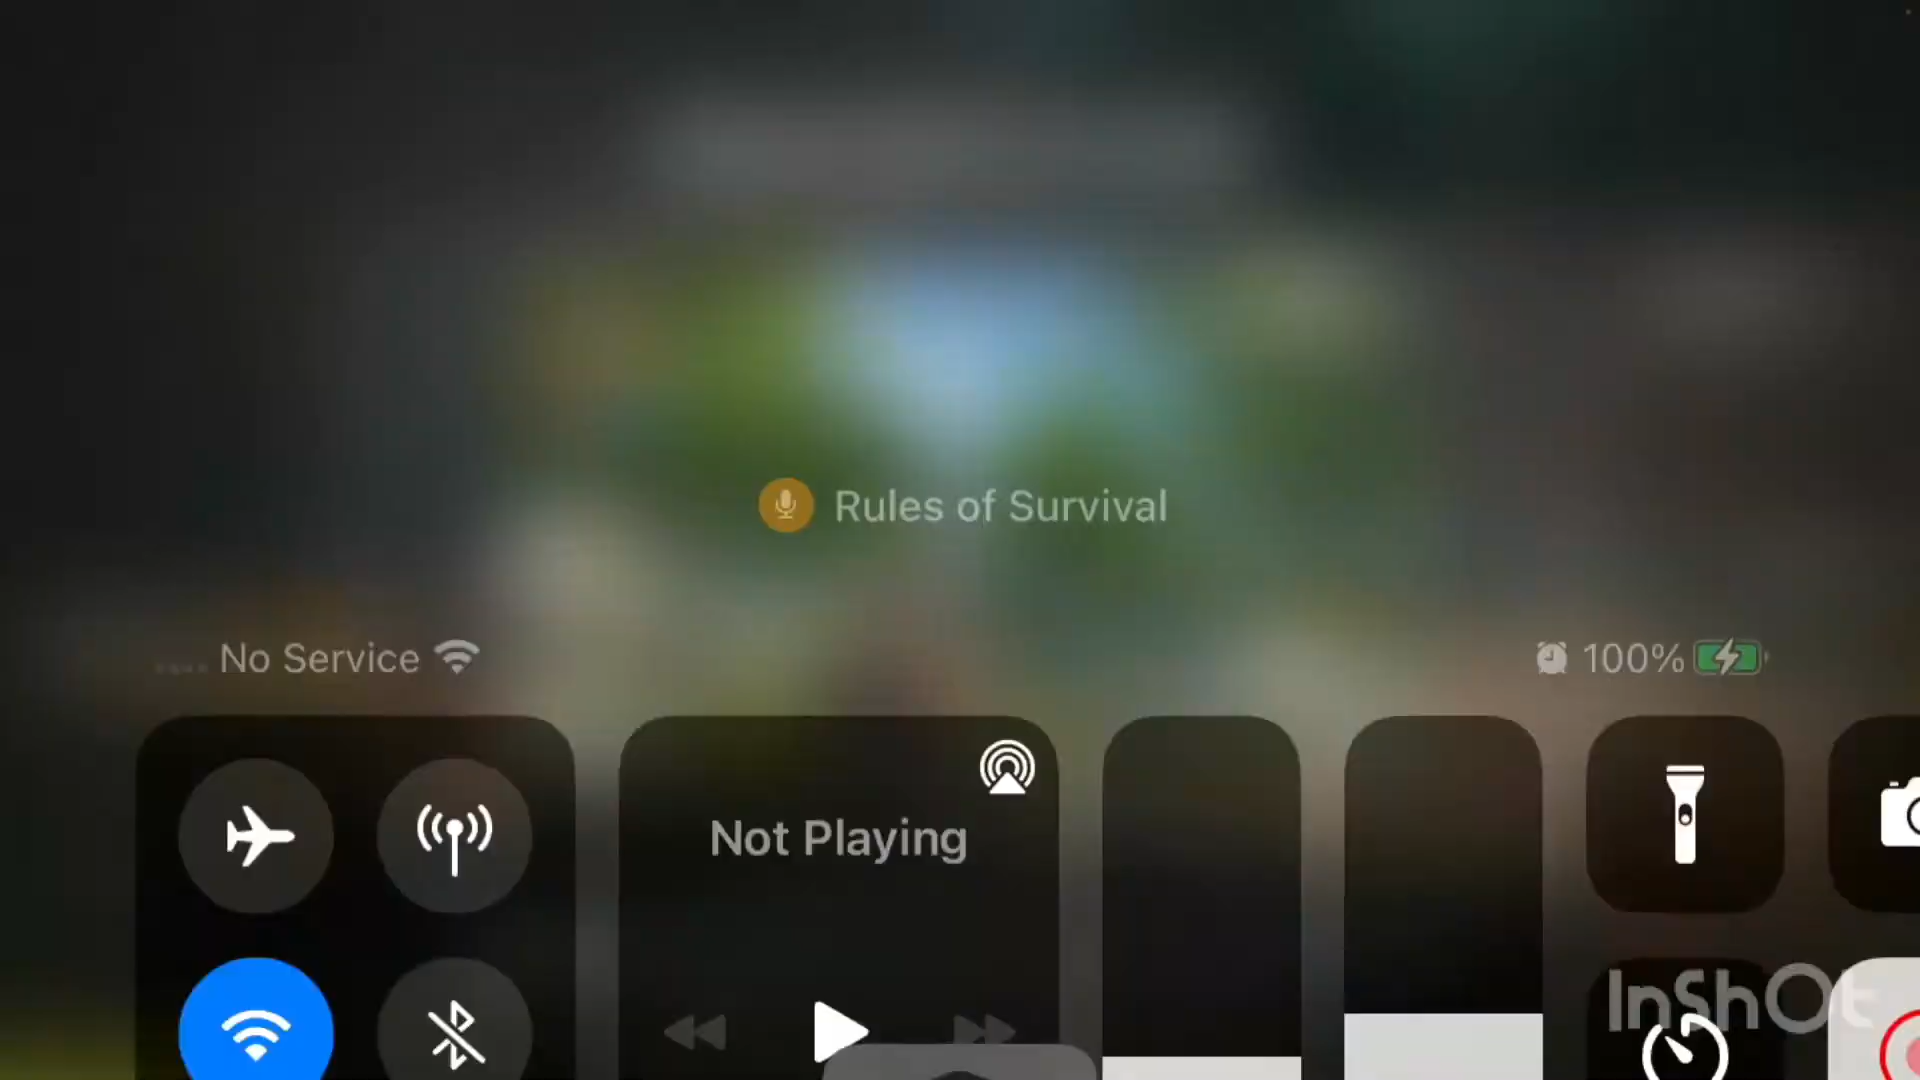 Rules of Survival
No Service
100%
Not Playing
InShOt